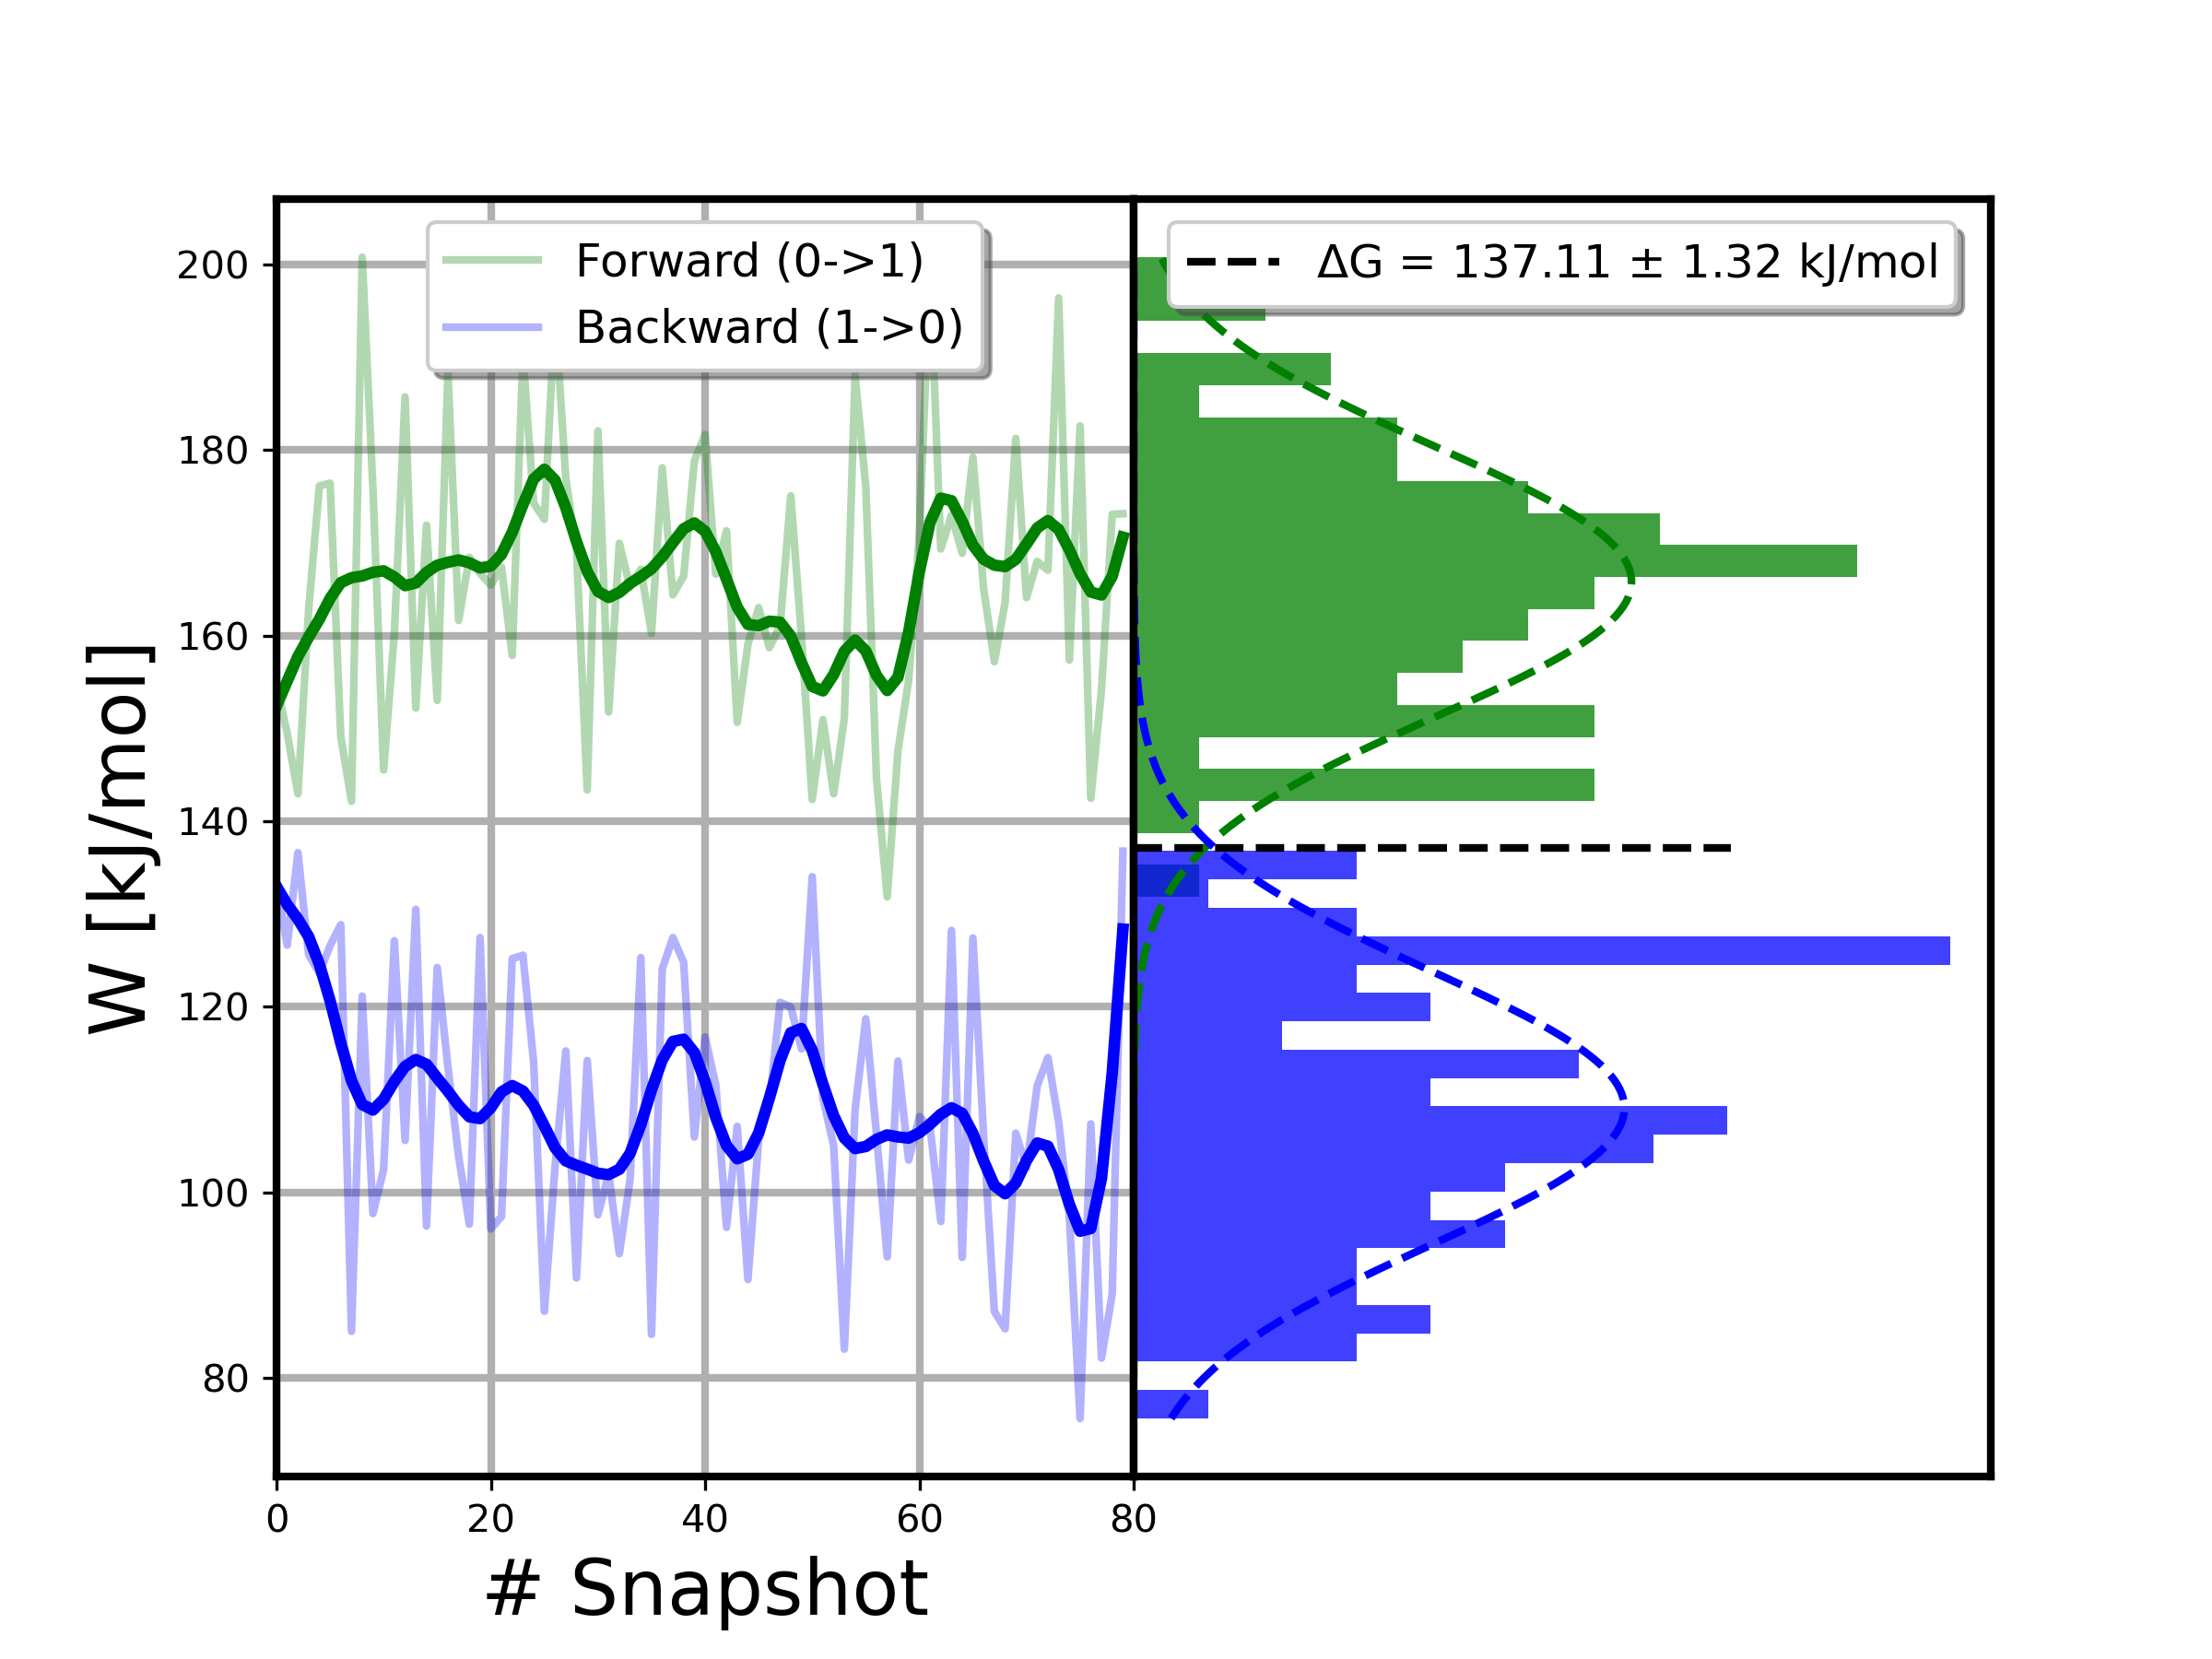 Forward (0->1)
Backward (1->0)
ΔG = 137.11 ± 1.32 kJ/mol
W [kJ/mol]
200
180
160
140
120
100
80
0 20 40 60 80
# Snapshot